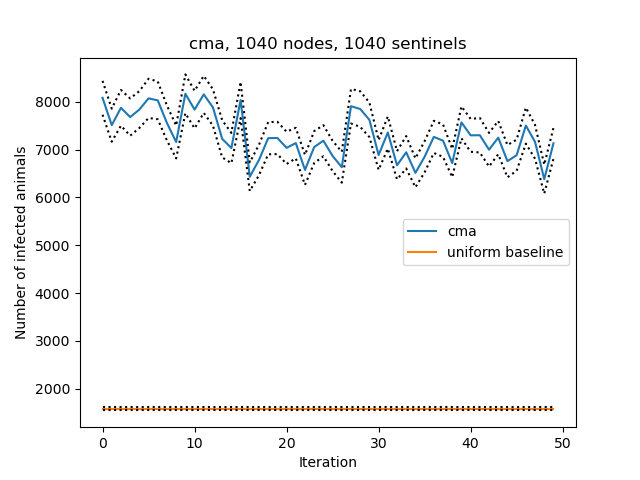 cma, 1040 nodes, 1040 sentinels
Number of infected animals
8000
7000
6000
5000
4000
3000
2000
cma
uniform baseline
0
10
20
30
40
50
Iteration